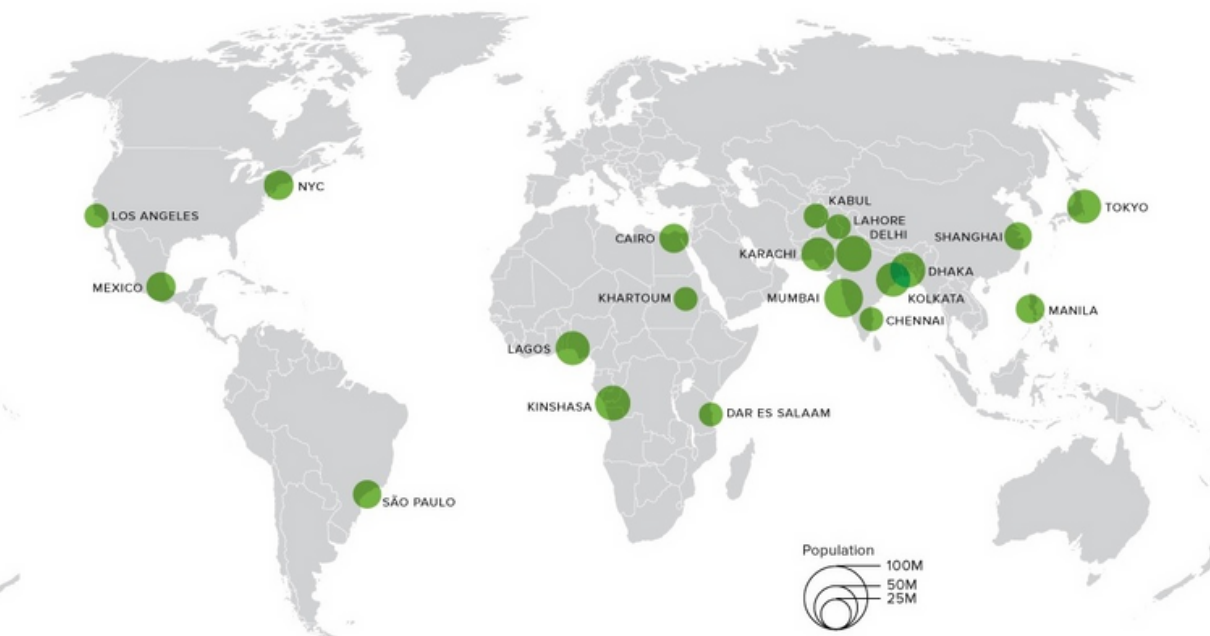 NYC
LOS ANGELES
MEXICO
SÃO PAULO
CAIRO
KHARTOUM
LAGOS
KINSHASA
DAR ES SALAAM
KABUL
LAHORE
DELHI
KARACHI
MUMBAI
DHAKA
KOLKATA
CHENNAI
SHANGHAI
TOKYO
MANILA
Population
100M
50M
25M